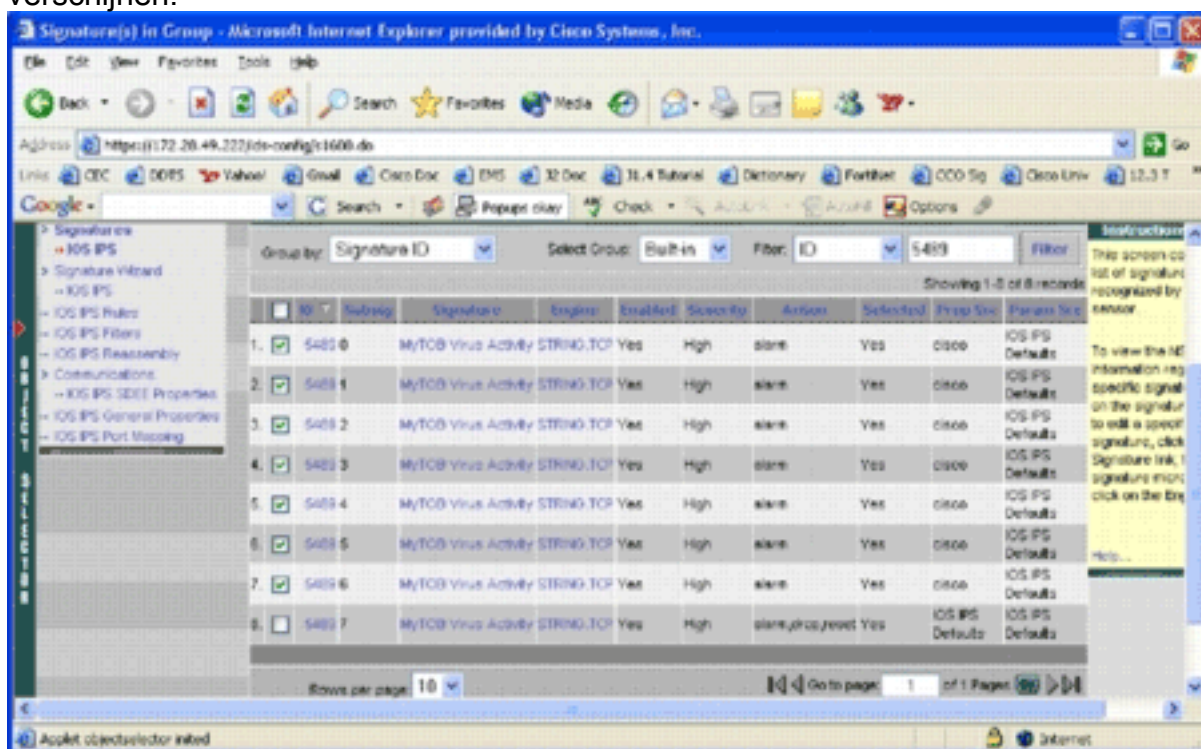 verschijnen:
Signature(s) in Group - Microsoft Internet Explorer provided by Cisco Systems, Inc.
File Edit View Favorites Tools Help
Back Search Favorites Media
Address https://172.28.49.222/ids-config/s1600.do Go
Links CEC DDTS Yahoo! Gmail Cisco Doc EMS Dictionary Fortinet CCO Sig Cisco Univ 12.3 T
Google Search Popups okay Check AutoLink AutoFill Options
OBJECT SELECTOR
Signatures
IOS IPS
Signature Wizard
IOS IPS
IOS IPS Rules
IOS IPS Filters
IOS IPS Reassembly
Communications
IOS IPS SDEE Properties
IOS IPS General Properties
IOS IPS Port Mapping
Group by: Signature ID Select Group: Built-in Filter: ID 5489 Filter
Showing 1-8 of 8 records
ID Subsig Signature Engine Enabled Severity Action Selected Prop Src Param Src
1. 5489 0 MyTOB Virus Activity STRING.TCP Yes High alarm Yes cisco IOS IPS Defaults
2. 5489 1 MyTOB Virus Activity STRING.TCP Yes High alarm Yes cisco IOS IPS Defaults
3. 5489 2 MyTOB Virus Activity STRING.TCP Yes High alarm Yes cisco IOS IPS Defaults
4. 5489 3 MyTOB Virus Activity STRING.TCP Yes High alarm Yes cisco IOS IPS Defaults
5. 5489 4 MyTOB Virus Activity STRING.TCP Yes High alarm Yes cisco IOS IPS Defaults
6. 5489 5 MyTOB Virus Activity STRING.TCP Yes High alarm Yes cisco IOS IPS Defaults
7. 5489 6 MyTOB Virus Activity STRING.TCP Yes High alarm Yes cisco IOS IPS Defaults
8. 5489 7 MyTOB Virus Activity STRING.TCP Yes High alarm,drop,reset Yes IOS IPS Defaults IOS IPS Defaults
Rows per page: 10 Go to page: 1 of 1 Pages Go
Instructions
This screen co
list of signature
recognized by
sensor.
To view the NS
information reg
specific signat
on the signatur
to edit a specif
signature, click
Signature link, t
signature micro
click on the Eng
Help...
Applet objectselector inited Internet